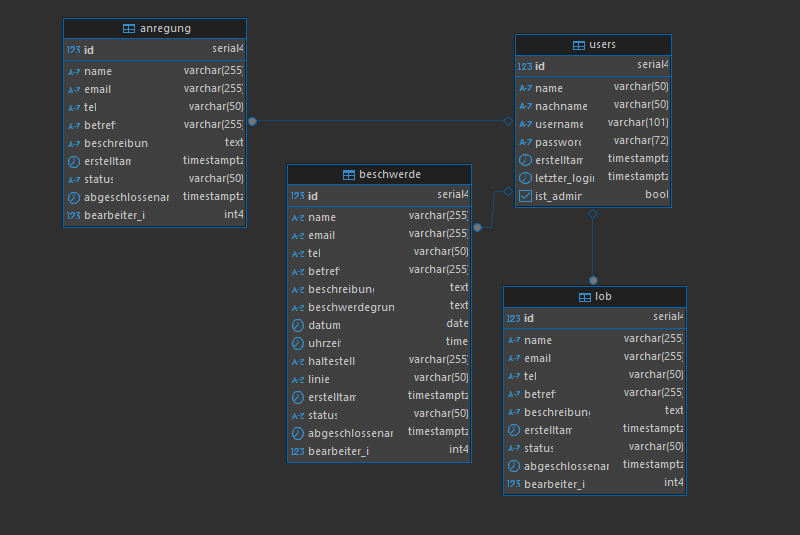 anregung
123 id serial4
A-Z name varchar(255)
A-Z email varchar(255)
A-Z tel varchar(50)
A-Z betref varchar(255)
A-Z beschreibun text
erstelltam timestamptz
A-Z status varchar(50)
abgeschlossenar timestamptz
123 bearbeiter_i int4
users
123 id serial4
A-Z name varchar(50)
A-Z nachname varchar(50)
A-Z username varchar(101)
A-Z password varchar(72)
erstelltam timestamptz
letzter_login timestamptz
ist_admin bool
beschwerde
123 id serial4
A-Z name varchar(255)
A-Z email varchar(255)
A-Z tel varchar(50)
A-Z betref varchar(255)
A-Z beschreibung text
A-Z beschwerdegrun text
datum date
uhrzeit time
A-Z haltestell varchar(255)
A-Z linie varchar(50)
erstelltam timestamptz
A-Z status varchar(50)
abgeschlossenar timestamptz
123 bearbeiter_i int4
lob
123 id serial4
A-Z name varchar(255)
A-Z email varchar(255)
A-Z tel varchar(50)
A-Z betref varchar(255)
A-Z beschreibung text
erstelltam timestamptz
A-Z status varchar(50)
abgeschlossenar timestamptz
123 bearbeiter_i int4